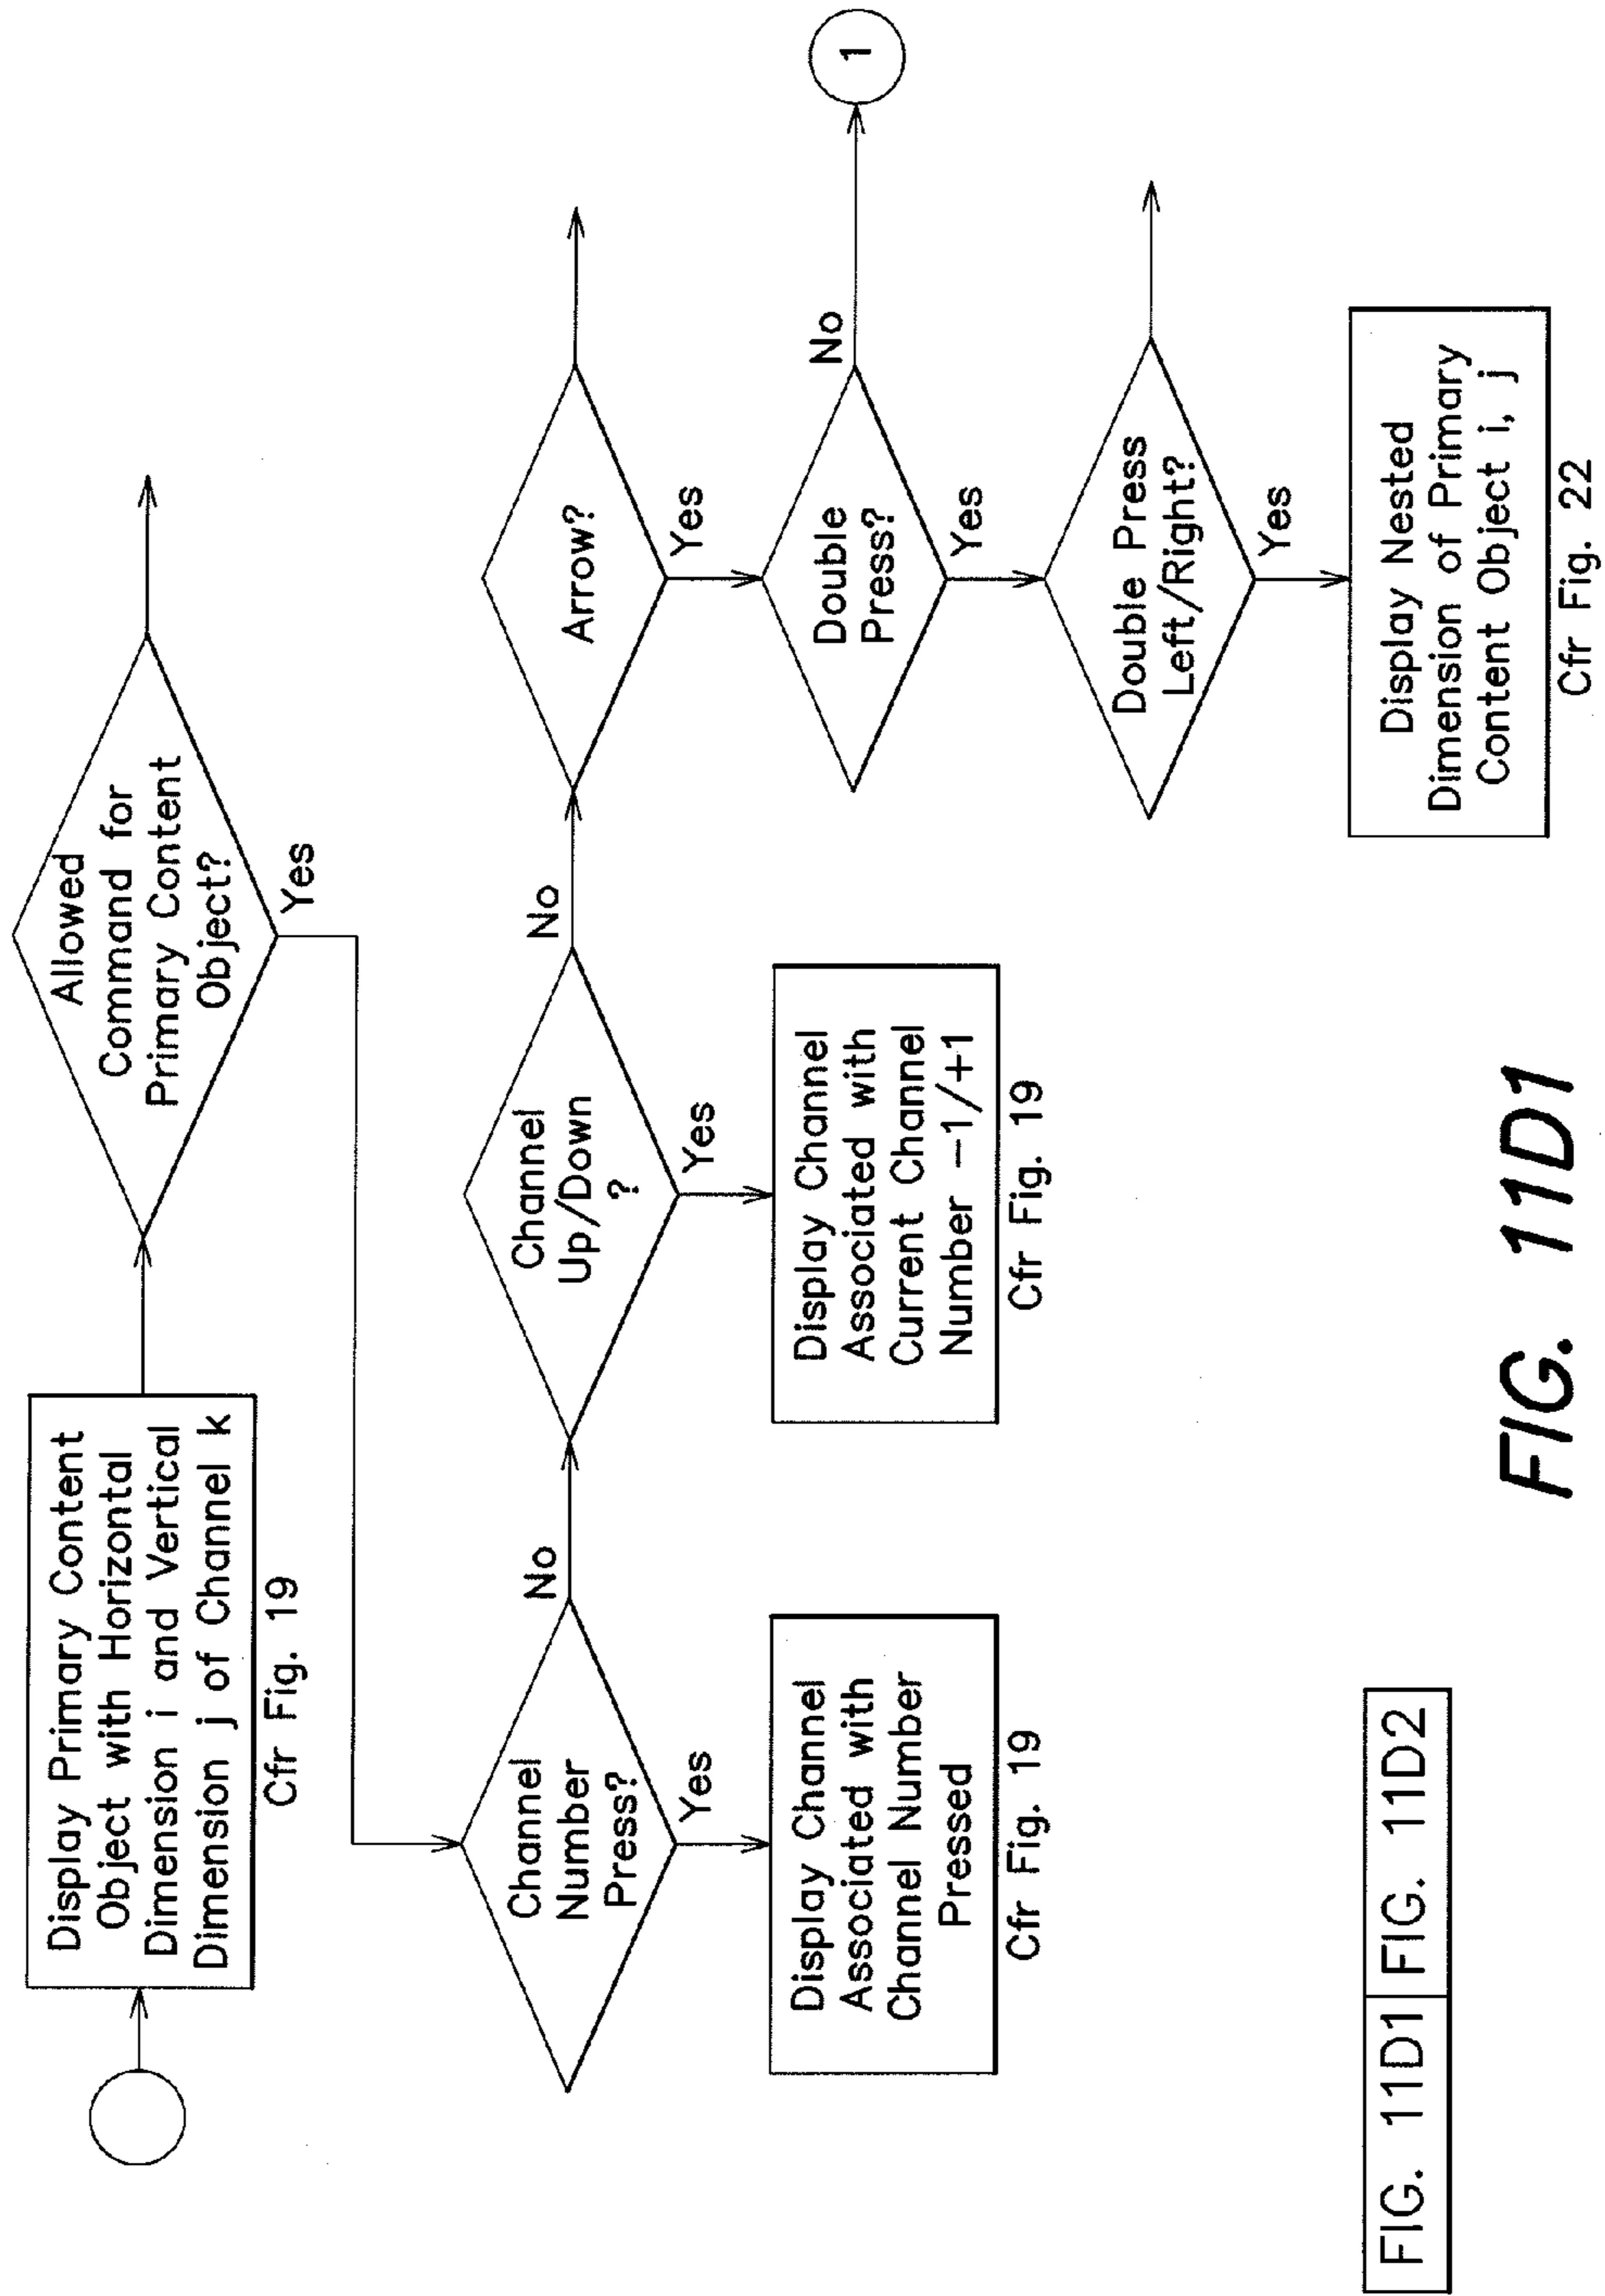 Display Primary Content
Object with Horizontal
Dimension i and Vertical
Dimension j of Channel k
Cfr Fig. 19
Allowed
Command for
Primary Content
Object?
Yes
Channel
Number
Press?
No
Yes
Display Channel
Associated with
Channel Number
Pressed
Cfr Fig. 19
Channel
Up/Down
?
No
Yes
Display Channel
Associated with
Current Channel
Number -1/+1
Cfr Fig. 19
Arrow?
Yes
Double
Press?
No
1
Yes
Double Press
Left/Right?
Yes
Display Nested
Dimension of Primary
Content Object i, j
Cfr Fig. 22
FIG. 11D1 FIG. 11D2
FIG. 11D1